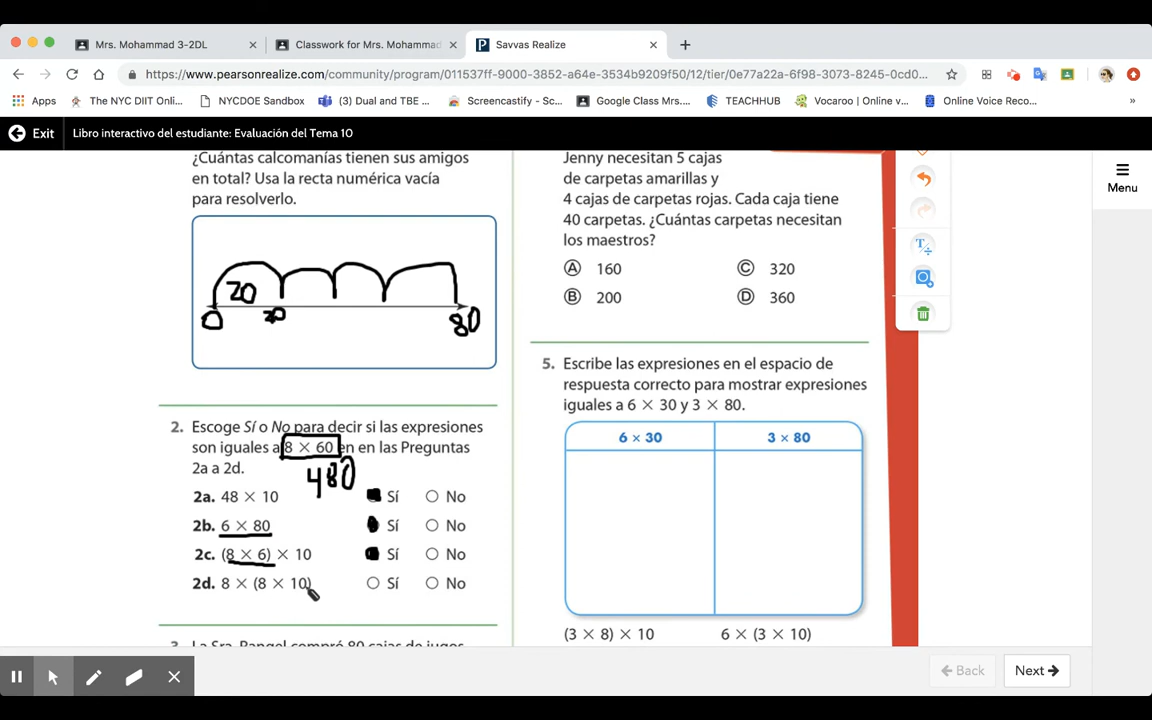 Mrs. Mohammad 3-2DL
Classwork for Mrs. Mohammad
Savvas Realize
https://www.pearsonrealize.com/community/program/011537ff-9000-3852-a64e-3534b9209f50/12/tier/0e77a22a-6f98-3073-8245-0cd0...
Apps
The NYC DIIT Onli...
NYCDOE Sandbox
(3) Dual and TBE ...
Screencastify - Sc...
Google Class Mrs....
TEACHHUB
Vocaroo | Online v...
Online Voice Reco...
»
Exit
Libro interactivo del estudiante: Evaluación del Tema 10
Menu
¿Cuántas calcomanías tienen sus amigos
en total? Usa la recta numérica vacía
para resolverlo.
20
0
20
80
2. Escoge Sí o No para decir si las expresiones
son iguales a 8 × 60 en en las Preguntas
2a a 2d.
480
2a. 48 × 10 Sí No
2b. 6 × 80 Sí No
2c. (8 × 6) × 10 Sí No
2d. 8 × (8 × 10) Sí No
Jenny necesitan 5 cajas
de carpetas amarillas y
4 cajas de carpetas rojas. Cada caja tiene
40 carpetas. ¿Cuántas carpetas necesitan
los maestros?
A 160 C 320
B 200 D 360
5. Escribe las expresiones en el espacio de
respuesta correcto para mostrar expresiones
iguales a 6 × 30 y 3 × 80.
6 × 30 3 × 80
(3 × 8) × 10 6 × (3 × 10)
Back
Next